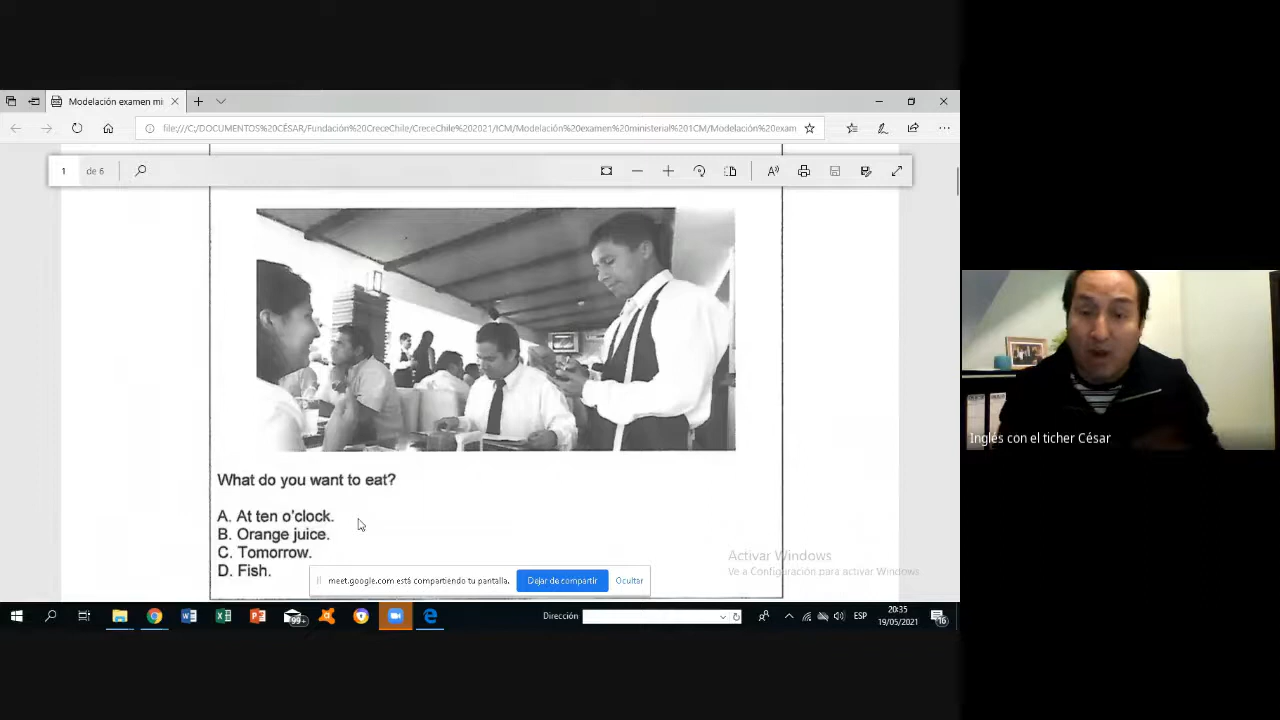 Modelación examen mi
file:///C:/DOCUMENTOS%20CÉSAR/Fundación%20CreceChile/CreceChile%202021/ICM/Modelación%20examen%20ministerial%201CM/Modelación%20exam
1 de 6
What do you want to eat?
A. At ten o'clock.
B. Orange juice.
C. Tomorrow.
D. Fish.
Activar Windows
Ve a Configuración para activar Windows.
meet.google.com está compartiendo tu pantalla.
Dejar de compartir
Ocultar
Inglés con el ticher César
99+
Dirección
ESP
20:35
19/05/2021
16